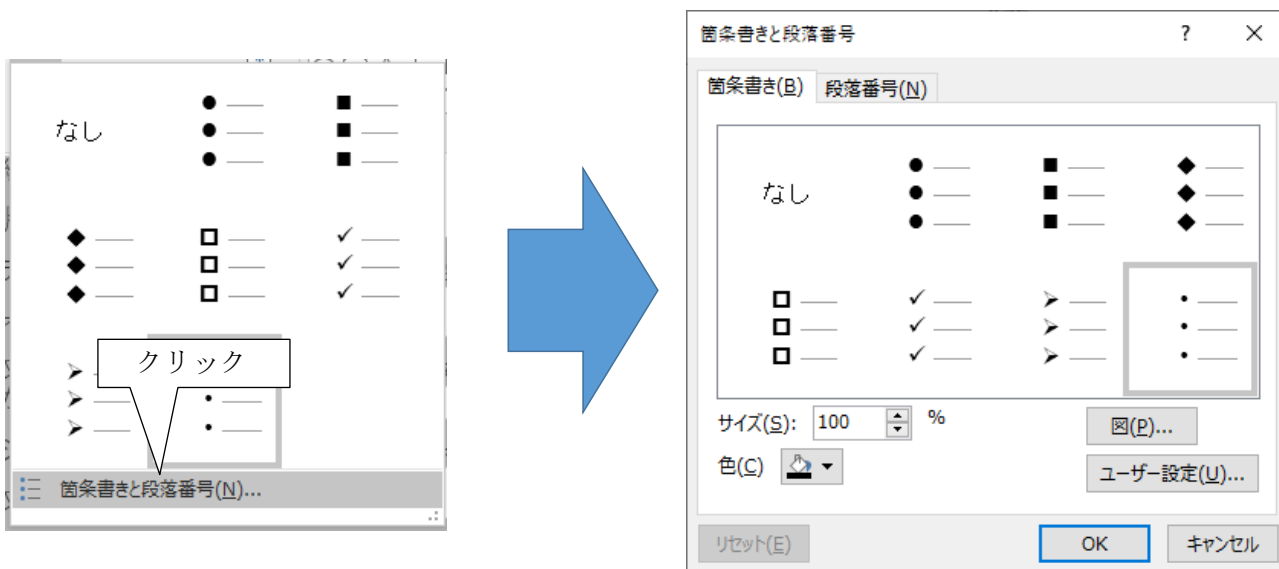 なし
クリック
箇条書きと段落番号(N)...
箇条書きと段落番号 ? ×
箇条書き(B) 段落番号(N)
なし
サイズ(S): 100 %
図(P)...
色(C)
ユーザー設定(U)...
リセット(E) OK キャンセル